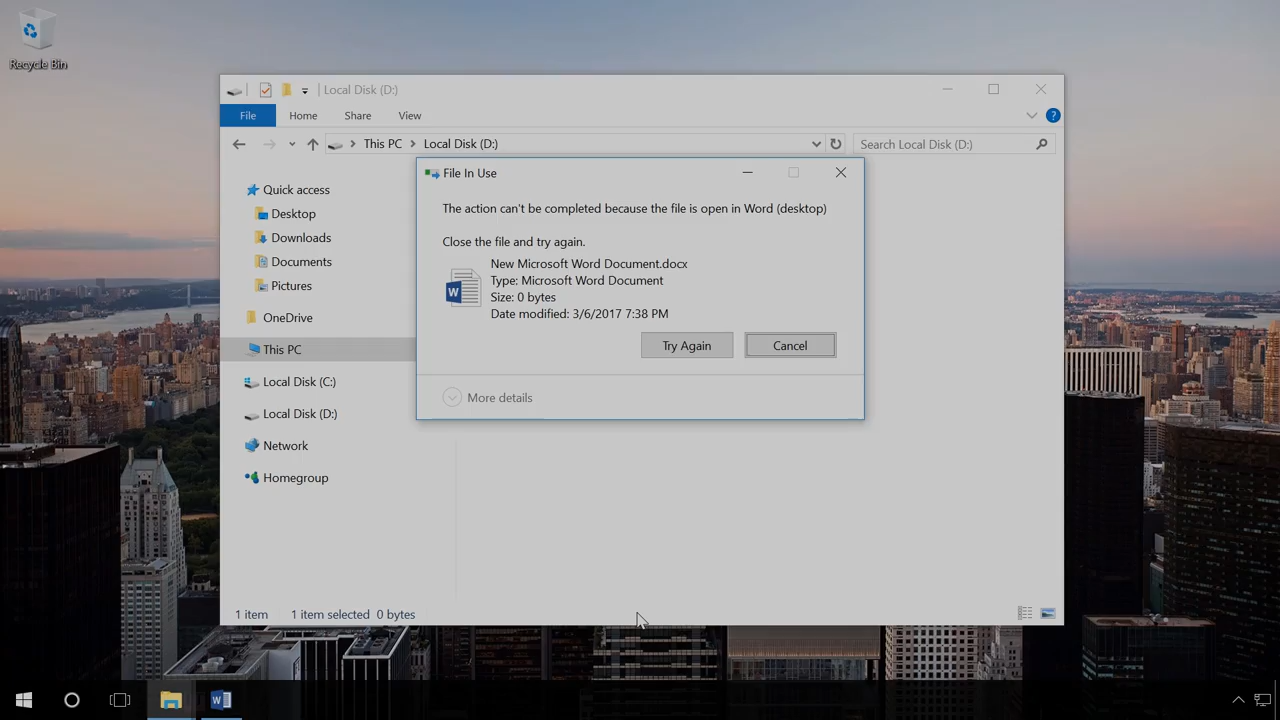 Recycle Bin
Local Disk (D:)
File
Home
Share
View
This PC
Local Disk (D:)
Search Local Disk (D:)
Quick access
Desktop
Downloads
Documents
Pictures
OneDrive
This PC
Local Disk (C:)
Local Disk (D:)
Network
Homegroup
File In Use
The action can't be completed because the file is open in Word (desktop)
Close the file and try again.
New Microsoft Word Document.docx
Type: Microsoft Word Document
Size: 0 bytes
Date modified: 3/6/2017 7:38 PM
Try Again
Cancel
More details
1 item
1 item selected 0 bytes